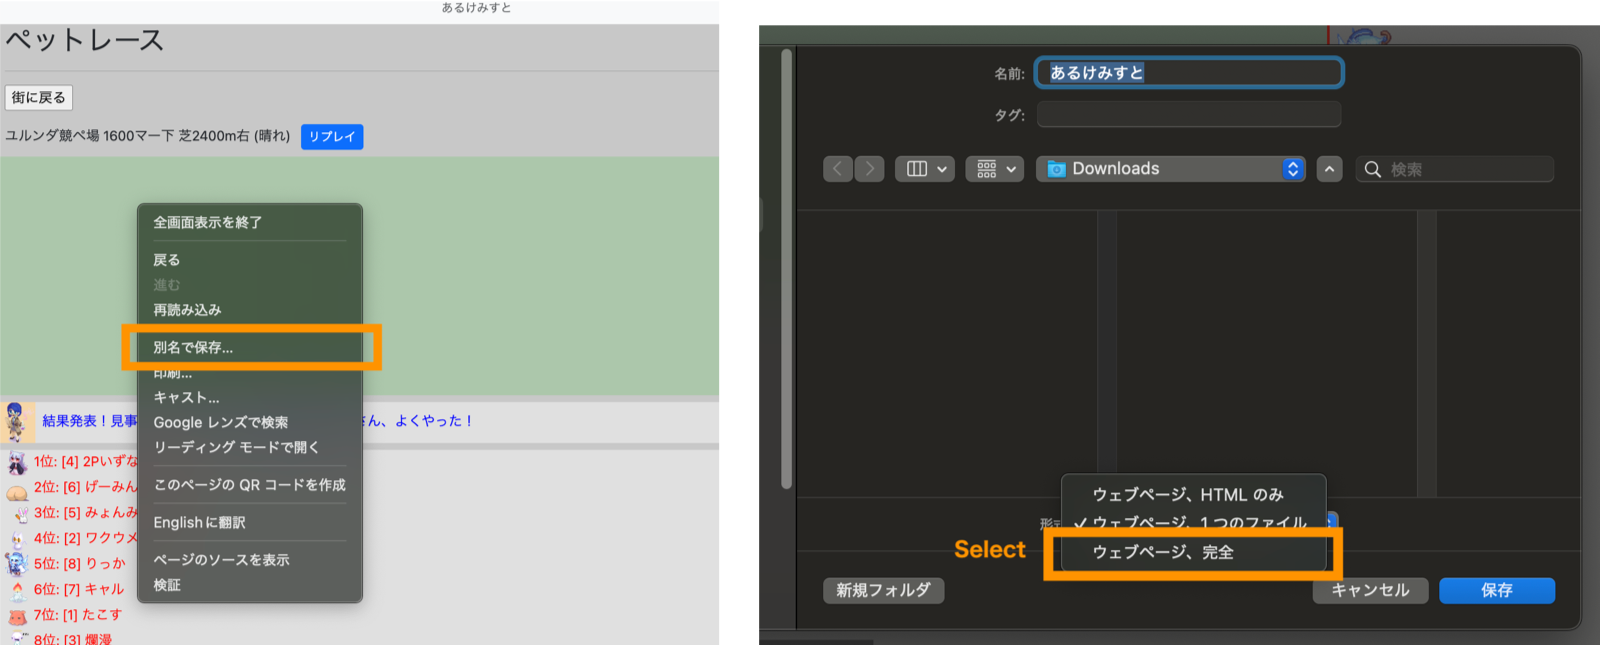 あるけみすと
ペットレース
街に戻る
ユルンダ競ペ場 1600マー下 芝2400m右 (晴れ) リプレイ
全画面表示を終了
戻る
進む
再読み込み
別名で保存...
印刷...
キャスト...
Google レンズで検索
リーディング モードで開く
このページの QR コードを作成
Englishに翻訳
ページのソースを表示
検証
結果発表！見事
さん、よくやった！
1位: [4] 2Pいずな
2位: [6] げーみん
3位: [5] みょんみ
4位: [2] ワクウメ
5位: [8] りっか
6位: [7] キャル
7位: [1] たこす
8位: [3] 爛漫
名前: あるけみすと
タグ:
Downloads
検索
形式
ウェブページ、HTML のみ
✓ ウェブページ、1 つのファイル
Select
ウェブページ、完全
新規フォルダ
キャンセル
保存